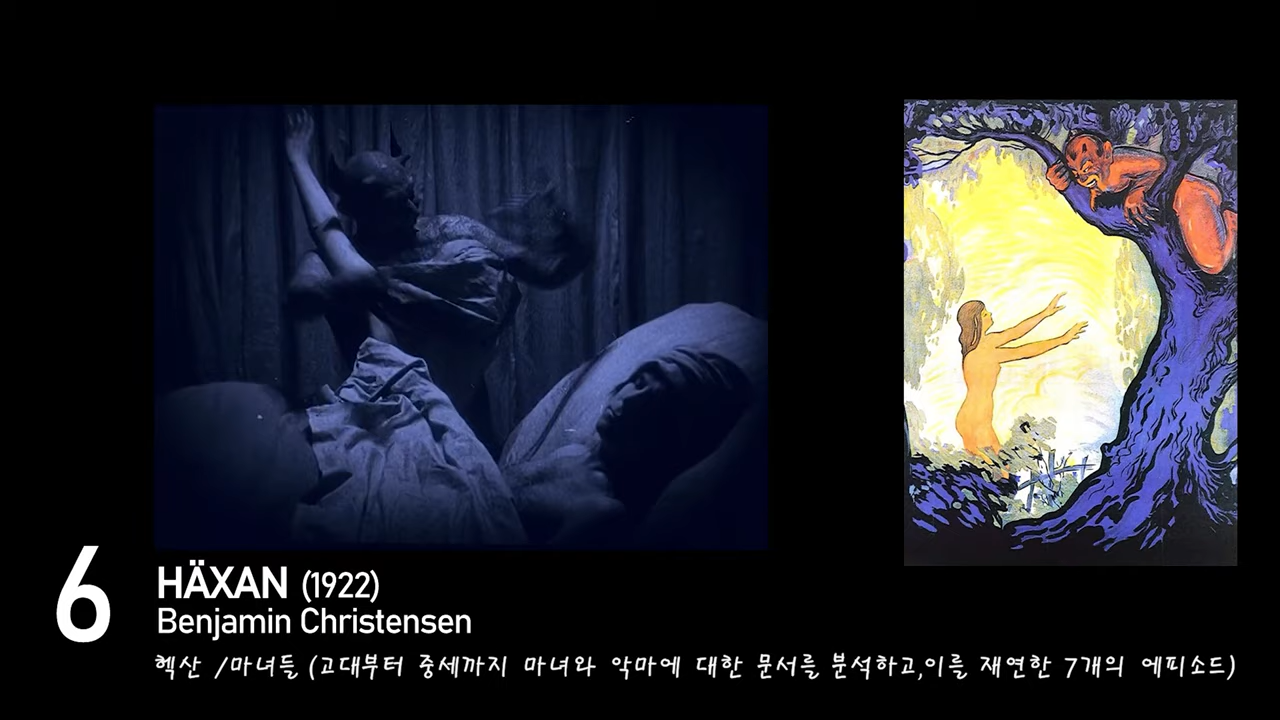 6
HÄXAN (1922)
Benjamin Christensen
헥산 /마녀들 (고대부터 중세까지 마녀와 악마에 대한 문서를 분석하고,이를 재연한 7개의 에피소드)